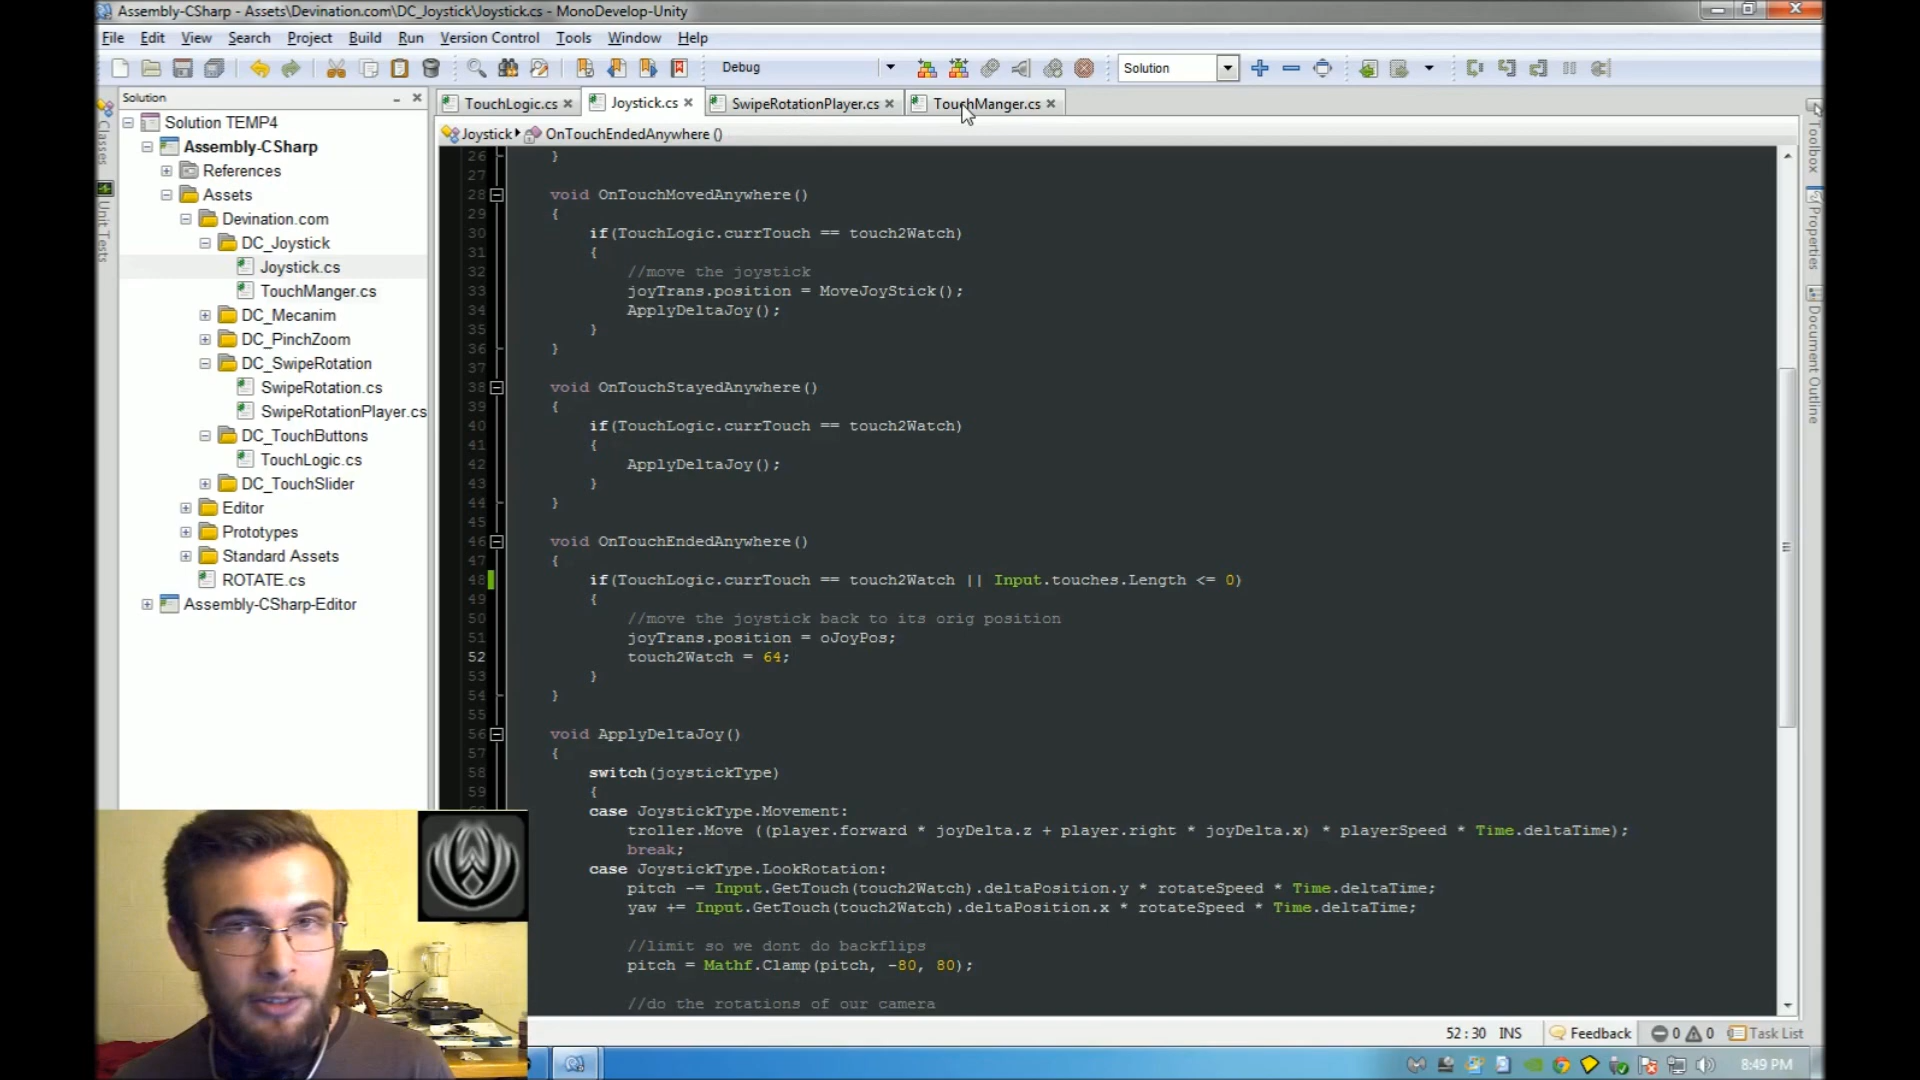 Assembly-CSharp - Assets\Devination.com\DC_Joystick\Joystick.cs - MonoDevelop-Unity
File Edit View Search Project Build Run Version Control Tools Window Help
Debug
Solution
Solution
TouchLogic.cs
Joystick.cs
SwipeRotationPlayer.cs
TouchManger.cs
Joystick
OnTouchEndedAnywhere ()
Classes
Unit Tests
Solution TEMP4
Assembly-CSharp
References
Assets
Devination.com
DC_Joystick
Joystick.cs
TouchManger.cs
DC_Mecanim
DC_PinchZoom
DC_SwipeRotation
SwipeRotation.cs
SwipeRotationPlayer.cs
DC_TouchButtons
TouchLogic.cs
DC_TouchSlider
Editor
Prototypes
Standard Assets
ROTATE.cs
Assembly-CSharp-Editor
26 }
27
28 void OnTouchMovedAnywhere()
29 {
30 if(TouchLogic.currTouch == touch2Watch)
31 {
32 //move the joystick
33 joyTrans.position = MoveJoyStick();
34 ApplyDeltaJoy();
35 }
36 }
37
38 void OnTouchStayedAnywhere()
39 {
40 if(TouchLogic.currTouch == touch2Watch)
41 {
42 ApplyDeltaJoy();
43 }
44 }
45
46 void OnTouchEndedAnywhere()
47 {
48 if(TouchLogic.currTouch == touch2Watch || Input.touches.Length <= 0)
49 {
50 //move the joystick back to its orig position
51 joyTrans.position = oJoyPos;
52 touch2Watch = 64;
53 }
54 }
55
56 void ApplyDeltaJoy()
57 {
58 switch(joystickType)
59 {
case JoystickType.Movement:
troller.Move ((player.forward * joyDelta.z + player.right * joyDelta.x) * playerSpeed * Time.deltaTime);
break;
case JoystickType.LookRotation:
pitch -= Input.GetTouch(touch2Watch).deltaPosition.y * rotateSpeed * Time.deltaTime;
yaw += Input.GetTouch(touch2Watch).deltaPosition.x * rotateSpeed * Time.deltaTime;
//limit so we dont do backflips
pitch = Mathf.Clamp(pitch, -80, 80);
//do the rotations of our camera
Toolbox
Properties
Document Outline
52 : 30 INS Feedback 0 0 Task List
8:49 PM